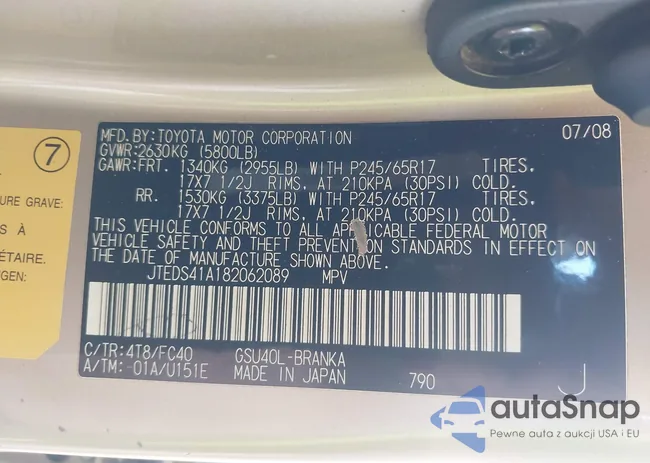 7
URE GRAVE:
S À
ÉTAIRE.
GEN:
MFD.BY:TOYOTA MOTOR CORPORATION 07/08
GVWR:2630KG (5800LB)
GAWR:FRT. 1340KG (2955LB) WITH P245/65R17 TIRES.
17X7 1/2J RIMS, AT 210KPA (30PSI) COLD.
RR. 1530KG (3375LB) WITH P245/65R17 TIRES.
17X7 1/2J RIMS, AT 210KPA (30PSI) COLD.
THIS VEHICLE CONFORMS TO ALL APPLICABLE FEDERAL MOTOR
VEHICLE SAFETY AND THEFT PREVENTION STANDARDS IN EFFECT ON
THE DATE OF MANUFACTURE SHOWN ABOVE.
JTEDS41A182062089 MPV
C/TR:4T8/FC40 GSU40L-BRANKA
A/TM: -01A/U151E MADE IN JAPAN 790 J
autaSnap
Pewne auta z aukcji USA i EU